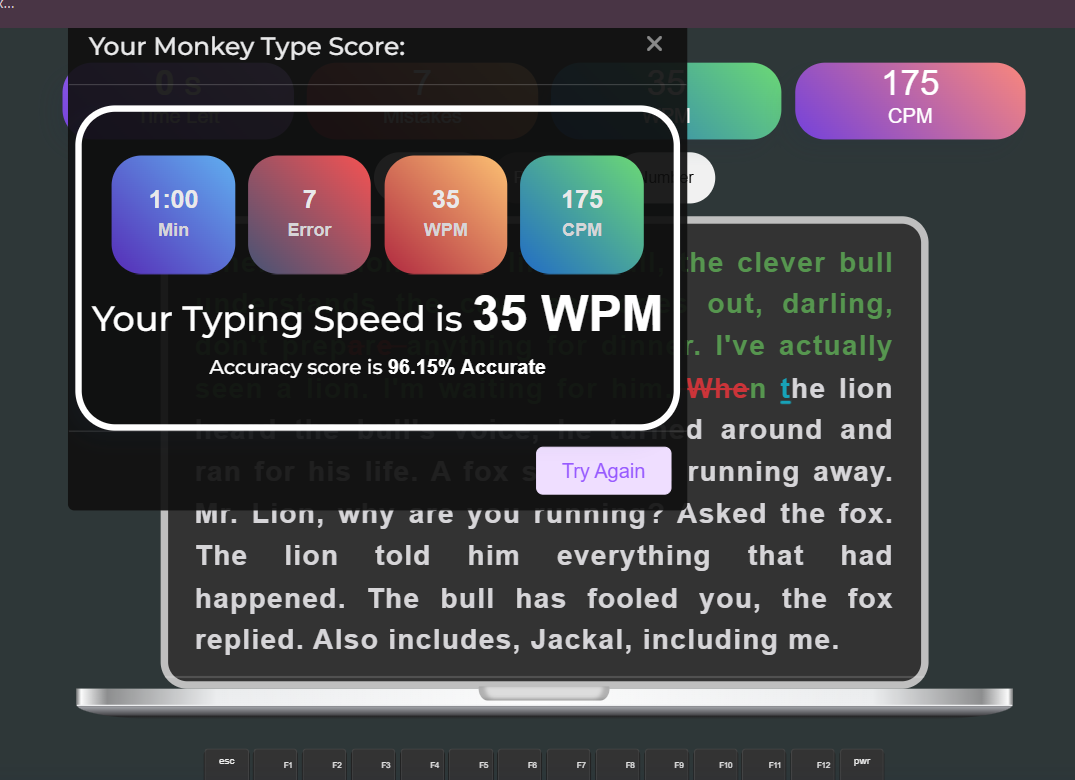 Your Monkey Type Score:
×
0 s
Time Left
7
Mistakes
35
WPM
175
CPM
1:00
Min
7
Error
35
WPM
175
CPM
Number
Your Typing Speed is 35 WPM
Accuracy score is 96.15% Accurate
Try Again
the clever bull
understands the out, darling,
don't prepare anything for dinner. I've actually
seen a lion. I'm waiting for him. When the lion
heard the bull's voice, he turned around and
ran for his life. A fox running away.
Mr. Lion, why are you running? Asked the fox.
The lion told him everything that had
happened. The bull has fooled you, the fox
replied. Also includes, Jackal, including me.
esc F1 F2 F3 F4 F5 F6 F7 F8 F9 F10 F11 F12 pwr